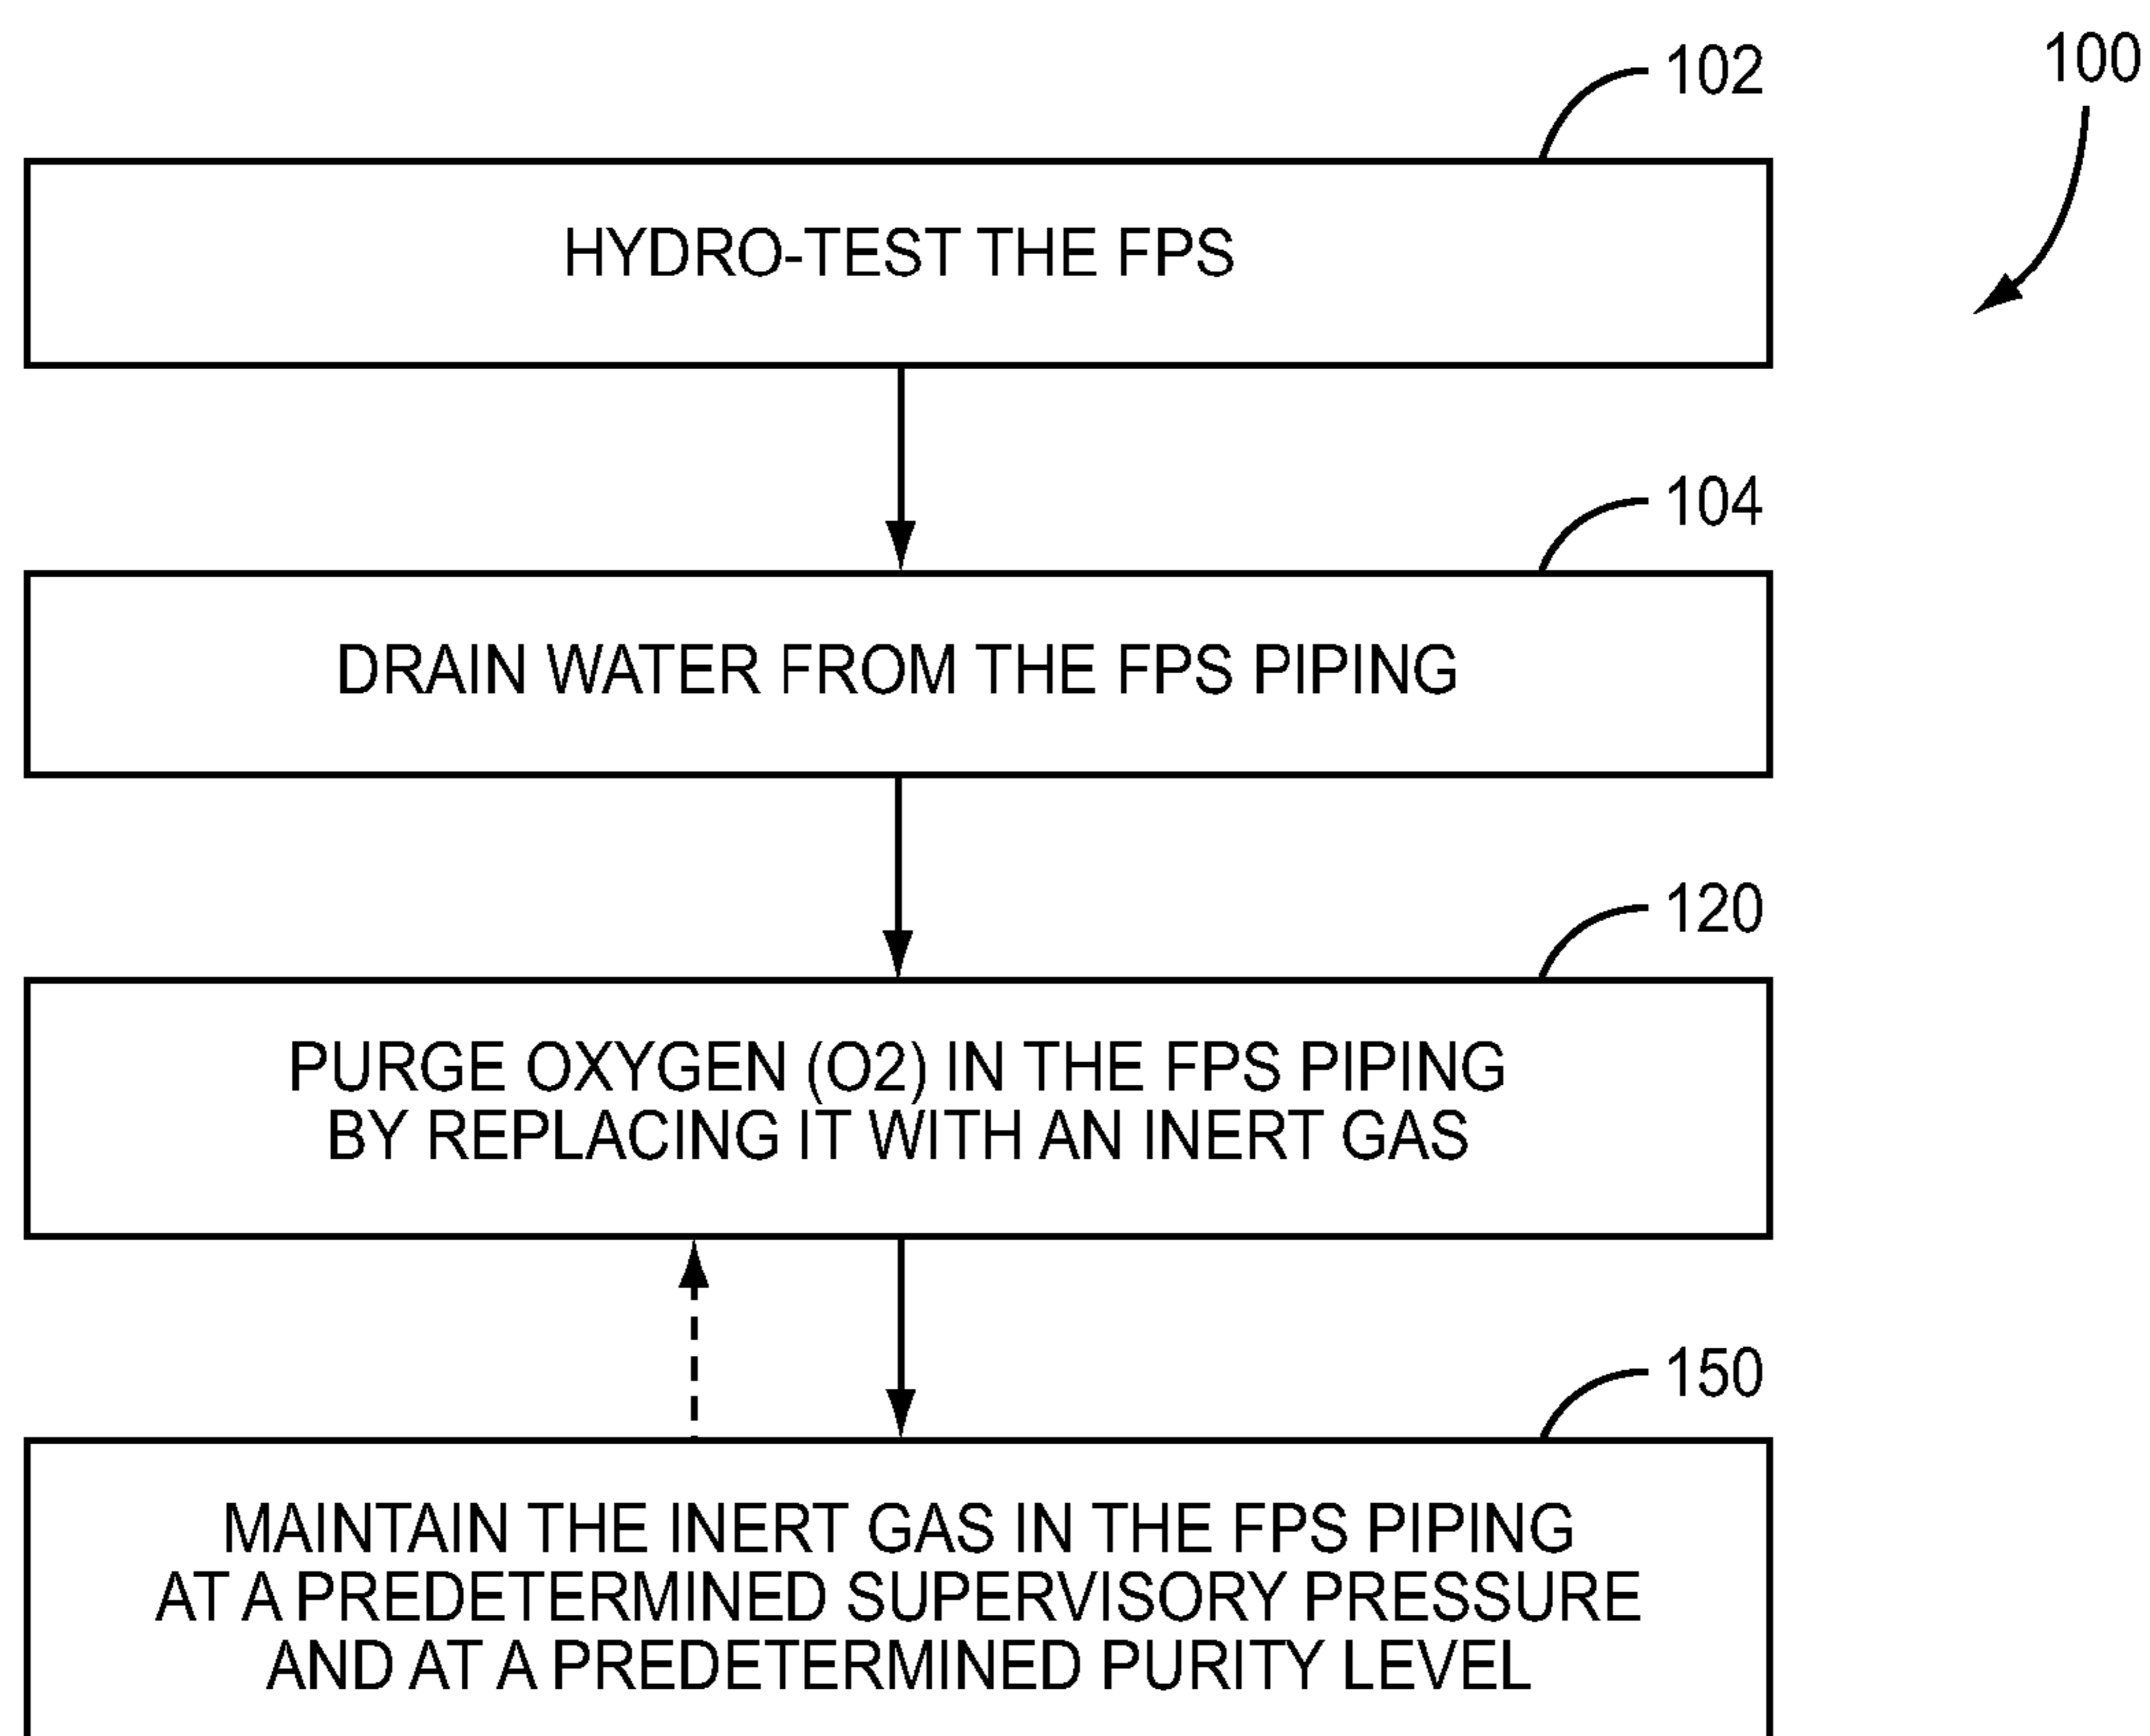 102
100
HYDRO-TEST THE FPS
104
DRAIN WATER FROM THE FPS PIPING
120
PURGE OXYGEN (O2) IN THE FPS PIPING
BY REPLACING IT WITH AN INERT GAS
150
MAINTAIN THE INERT GAS IN THE FPS PIPING
AT A PREDETERMINED SUPERVISORY PRESSURE
AND AT A PREDETERMINED PURITY LEVEL